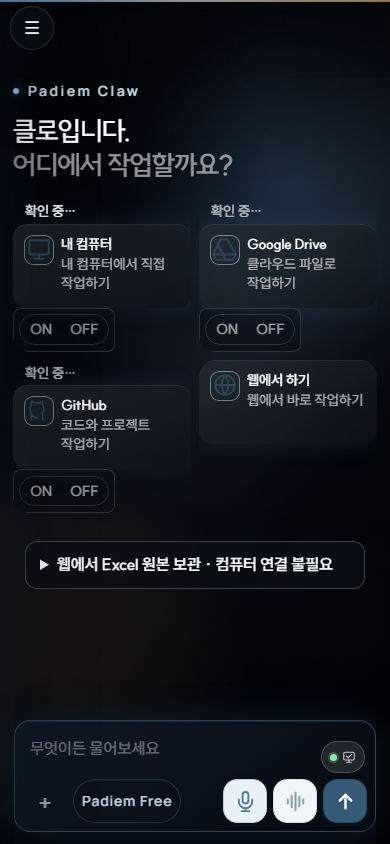 Padiem Claw
클로입니다.
어디에서 작업할까요?
확인 중…
내 컴퓨터
내 컴퓨터에서 직접
작업하기
ON OFF
확인 중…
Google Drive
클라우드 파일로
작업하기
ON OFF
확인 중…
GitHub
코드와 프로젝트
작업하기
ON OFF
웹에서 하기
웹에서 바로 작업하기
▶ 웹에서 Excel 원본 보관 · 컴퓨터 연결 불필요
무엇이든 물어보세요
+ Padiem Free